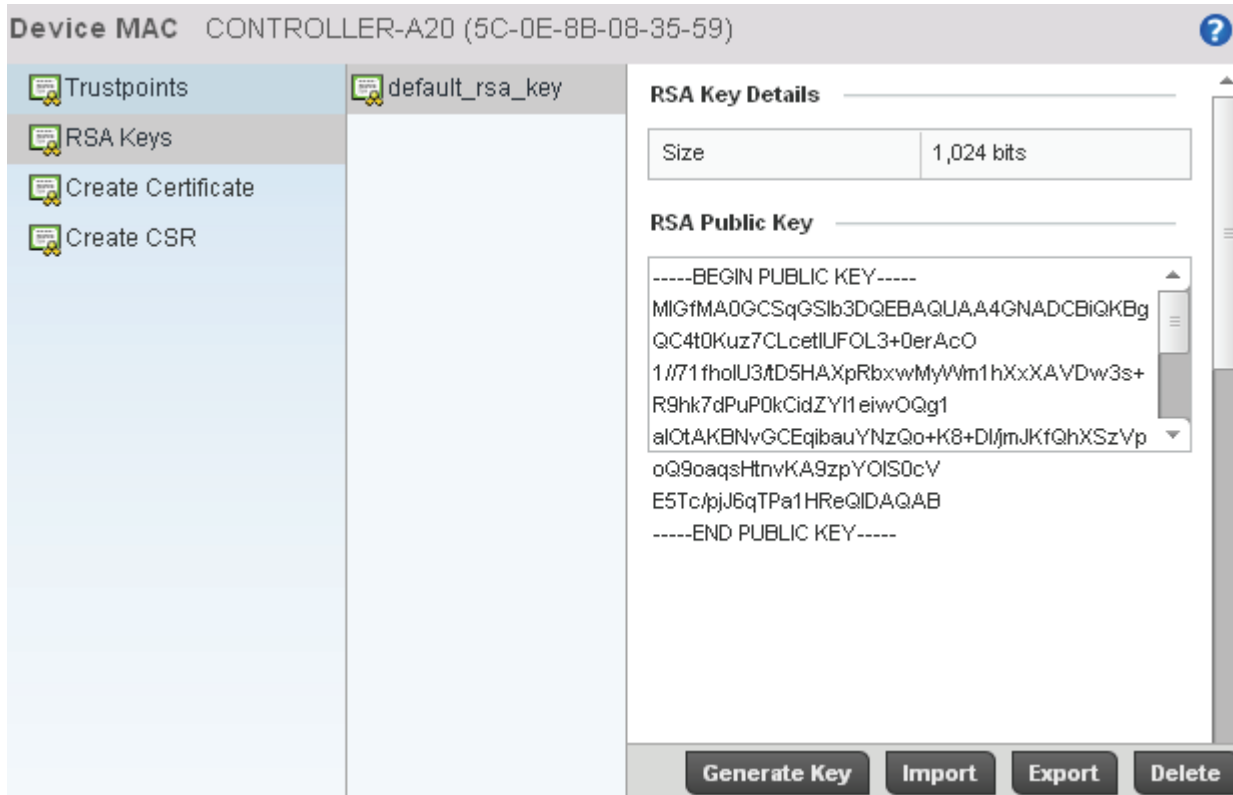 Device MAC CONTROLLER-A20 (5C-0E-8B-08-35-59)
?
Trustpoints
RSA Keys
Create Certificate
Create CSR
default_rsa_key
RSA Key Details
Size 1,024 bits
RSA Public Key
-----BEGIN PUBLIC KEY-----
MIGfMA0GCSqGSIb3DQEBAQUAA4GNADCBiQKBg
QC4t0Kuz7CLcetlUFOL3+0erAcO
1//71fholU3/tD5HAXpRbxwMyWm1hXxXAVDw3s+
R9hk7dPuP0kCidZYl1eiwOQg1
alOtAKBNvGCEqibauYNzQo+K8+Dl/jmJKfQhXSzVp
oQ9oaqsHtnvKA9zpYOlS0cV
E5Tc/pjJ6qTPa1HReQIDAQAB
-----END PUBLIC KEY-----
Generate Key Import Export Delete